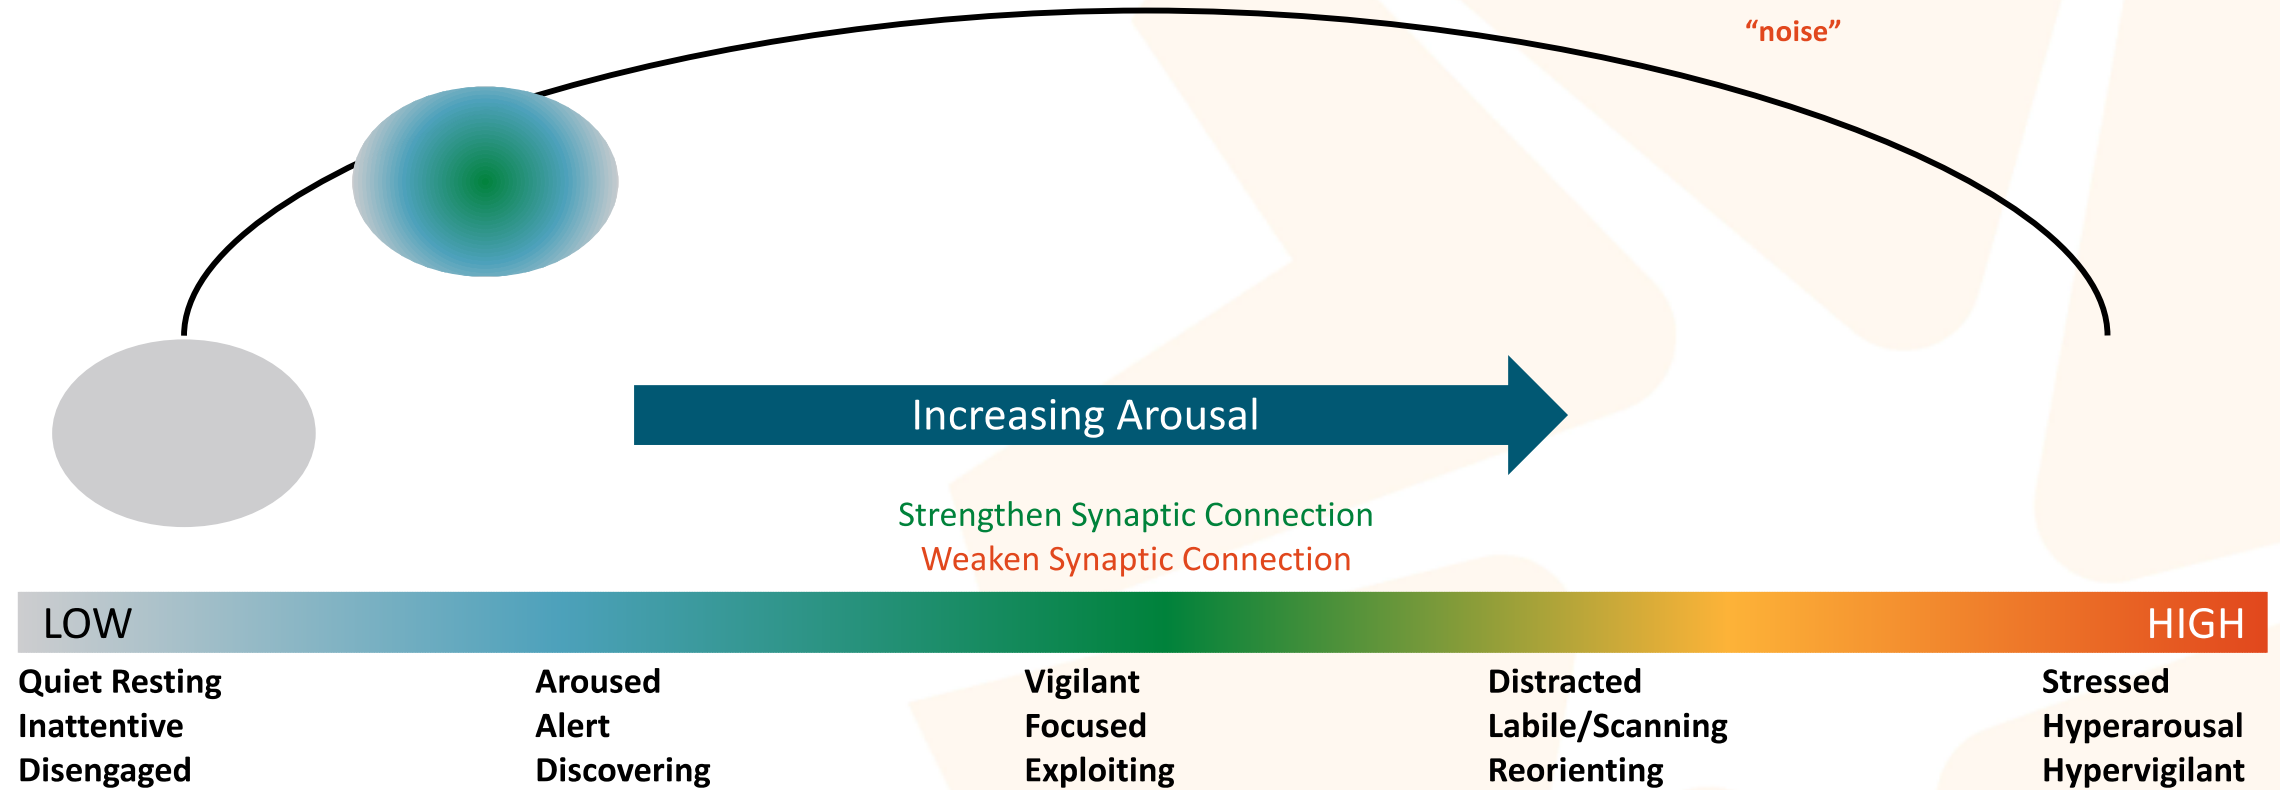 “noise”
Increasing Arousal
Strengthen Synaptic Connection
Weaken Synaptic Connection
LOW
HIGH
Quiet Resting
Inattentive
Disengaged
Aroused
Alert
Discovering
Vigilant
Focused
Exploiting
Distracted
Labile/Scanning
Reorienting
Stressed
Hyperarousal
Hypervigilant